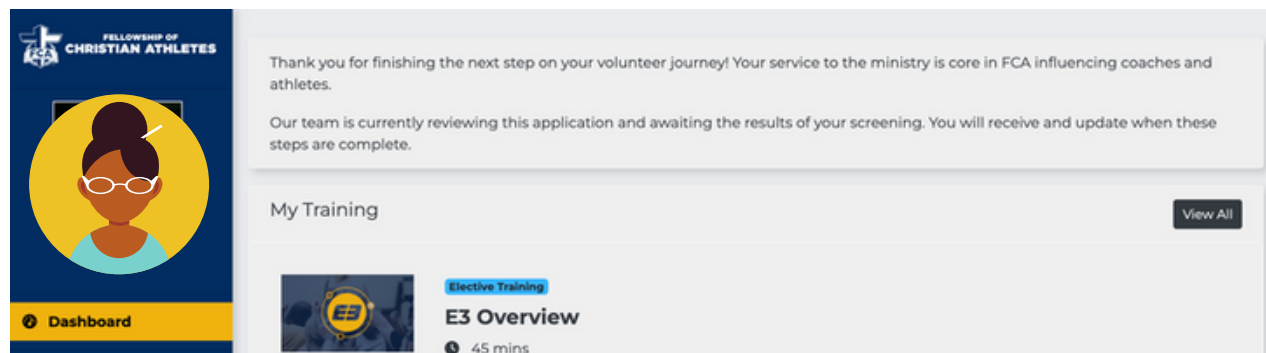 FELLOWSHIP OF
CHRISTIAN ATHLETES
FCA
Dashboard
Thank you for finishing the next step on your volunteer journey! Your service to the ministry is core in FCA influencing coaches and
athletes.
Our team is currently reviewing this application and awaiting the results of your screening. You will receive and update when these
steps are complete.
My Training
View All
E3
Elective Training
E3 Overview
45 mins